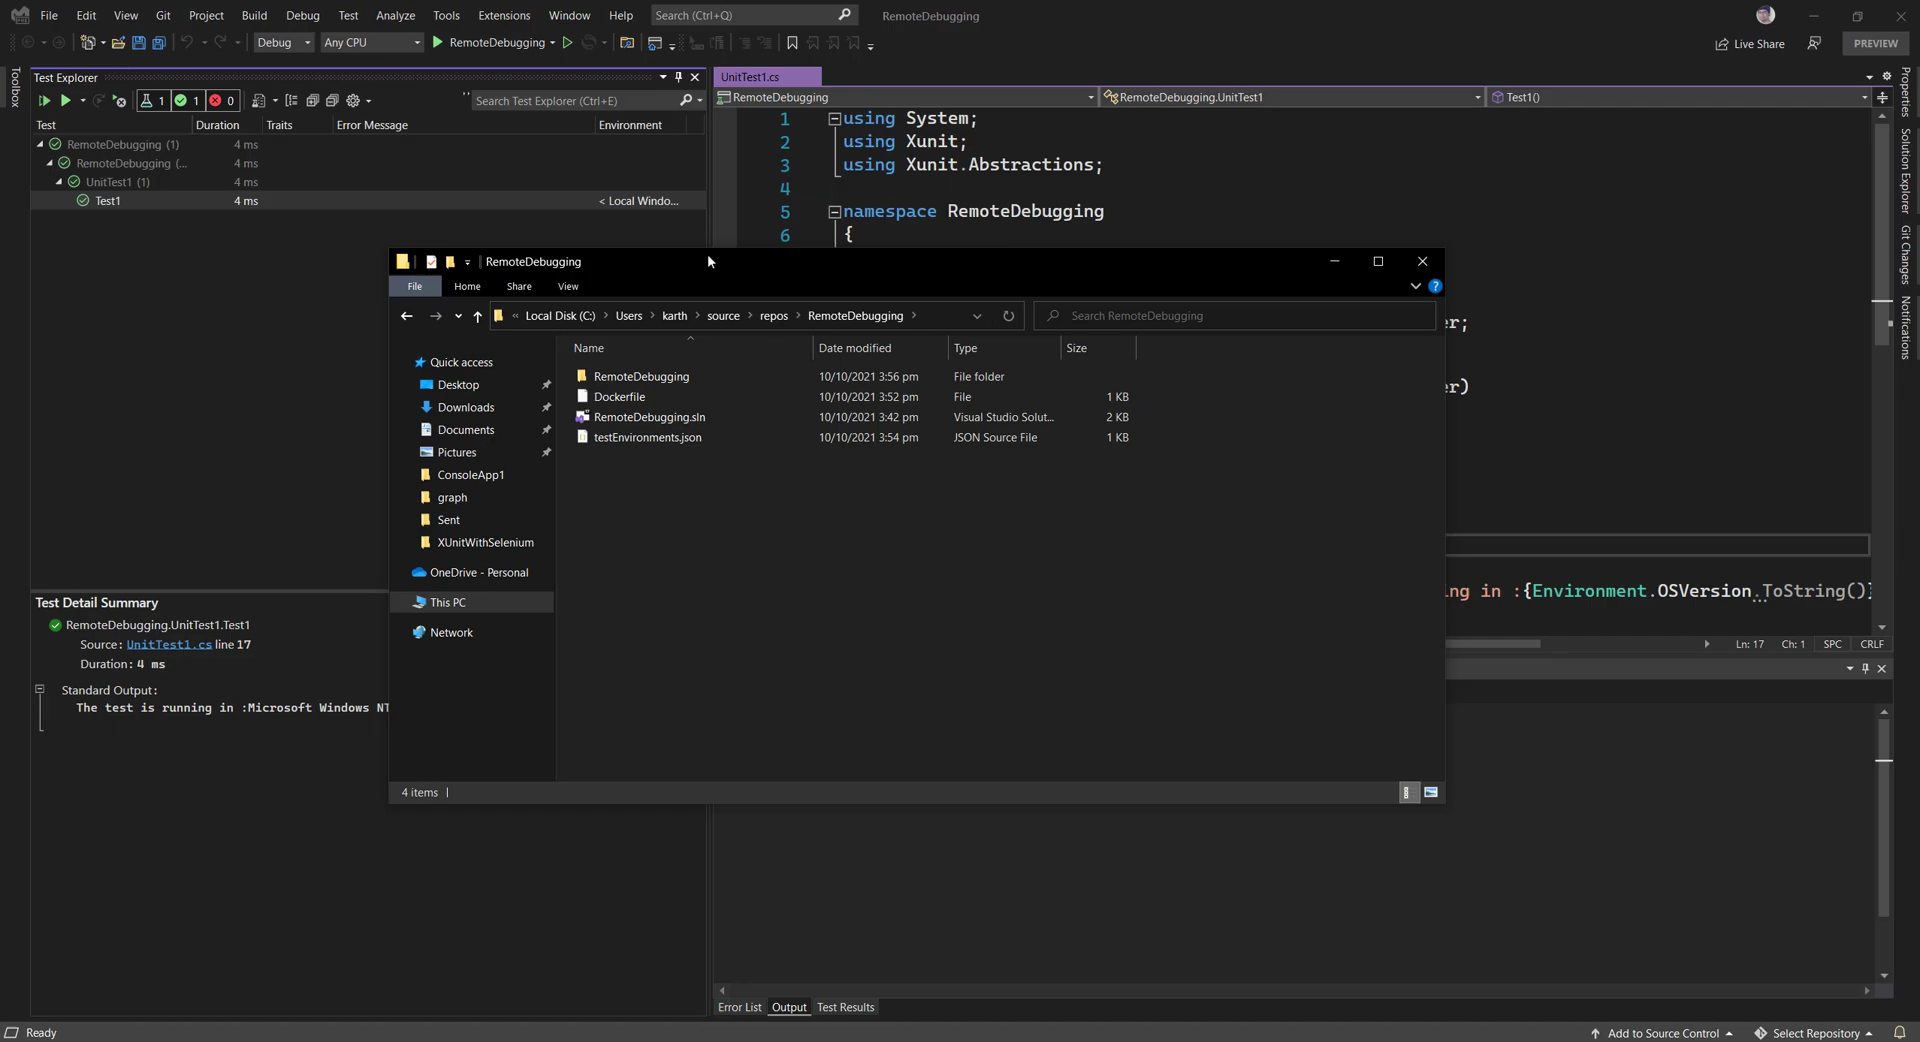 File Edit View Git Project Build Debug Test Analyze Tools Extensions Window Help Search (Ctrl+Q) RemoteDebugging
Debug Any CPU RemoteDebugging Live Share PREVIEW
Toolbox
Test Explorer
1 1 0 Search Test Explorer (Ctrl+E)
Test Duration Traits Error Message Environment
RemoteDebugging (1) 4 ms
RemoteDebugging (... 4 ms
UnitTest1 (1) 4 ms
Test1 4 ms < Local Windo...
Test Detail Summary
RemoteDebugging.UnitTest1.Test1
Source: UnitTest1.cs line 17
Duration: 4 ms
Standard Output:
The test is running in :Microsoft Windows NT
UnitTest1.cs
RemoteDebugging RemoteDebugging.UnitTest1 Test1()
1 using System;
2 using Xunit;
3 using Xunit.Abstractions;
4
5 namespace RemoteDebugging
6 {
er;
er)
ng in :{Environment.OSVersion.ToString()}
Ln: 17 Ch: 1 SPC CRLF
RemoteDebugging
File Home Share View
« Local Disk (C:) > Users > karth > source > repos > RemoteDebugging > Search RemoteDebugging
Name Date modified Type Size
RemoteDebugging 10/10/2021 3:56 pm File folder
Dockerfile 10/10/2021 3:52 pm File 1 KB
RemoteDebugging.sln 10/10/2021 3:42 pm Visual Studio Solut... 2 KB
testEnvironments.json 10/10/2021 3:54 pm JSON Source File 1 KB
Quick access
Desktop
Downloads
Documents
Pictures
ConsoleApp1
graph
Sent
XUnitWithSelenium
OneDrive - Personal
This PC
Network
4 items
Properties
Solution Explorer
Git Changes
Notifications
Error List Output Test Results
Ready Add to Source Control Select Repository